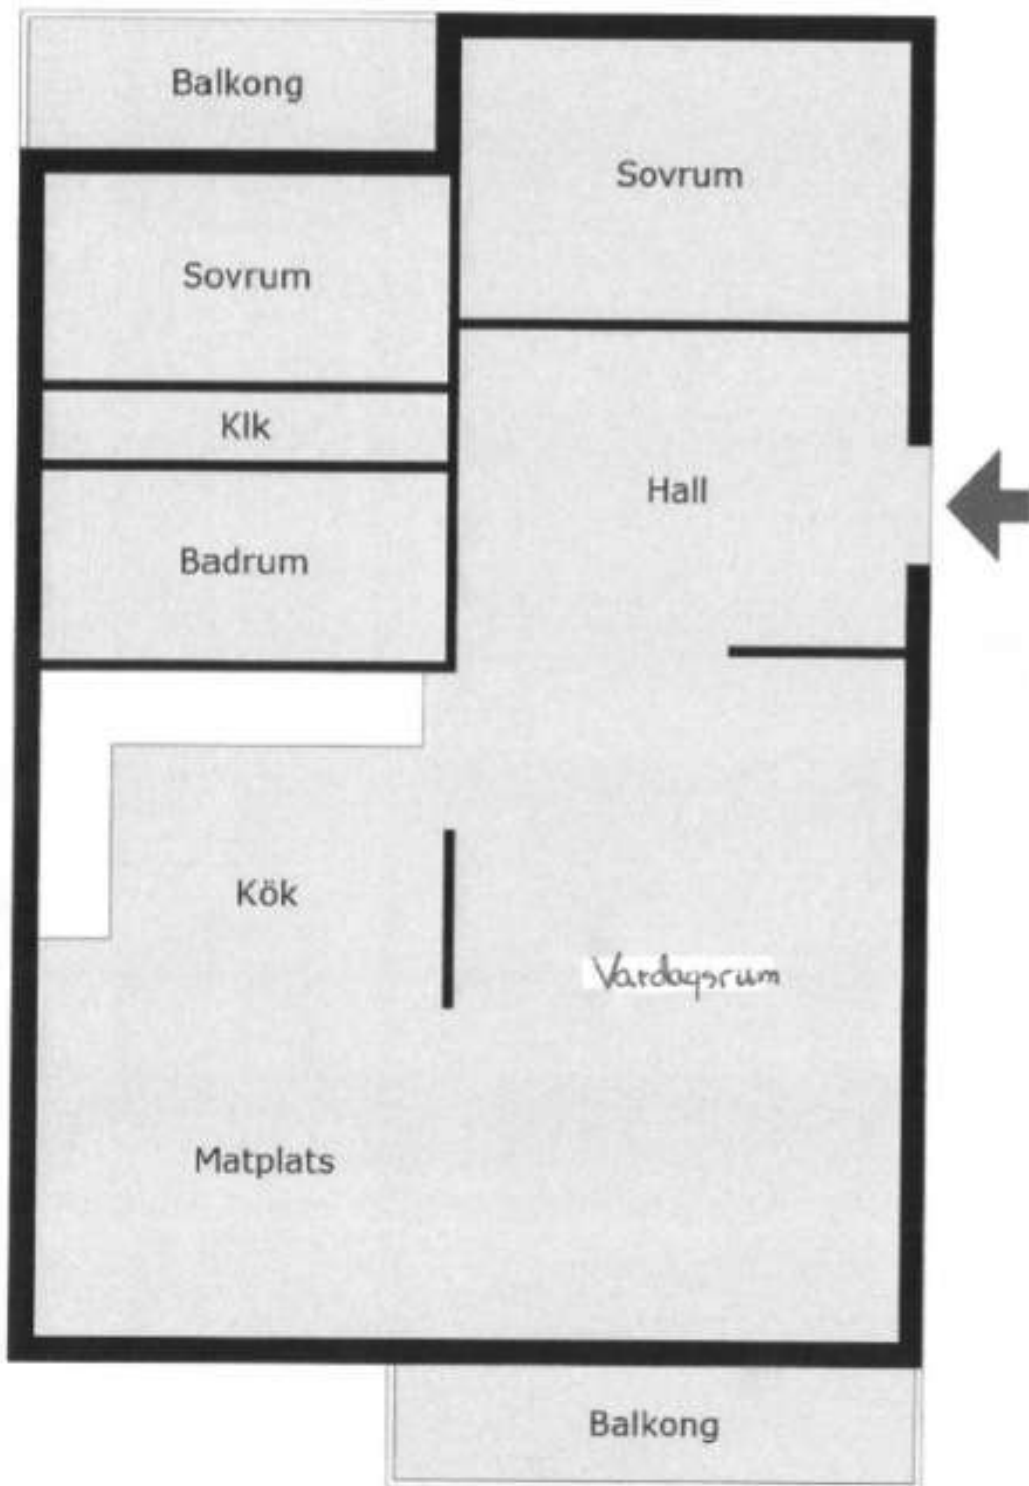 Balkong
Sovrum
Sovrum
Klk
Hall
Badrum
Kök
Vardagsrum
Matplats
Balkong